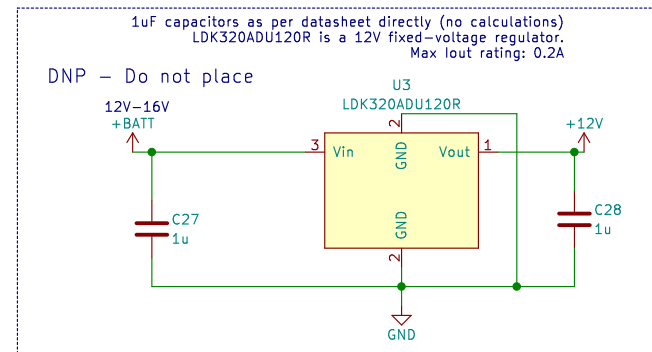 1uF capacitors as per datasheet directly (no calculations)
LDK320ADU120R is a 12V fixed-voltage regulator.
Max Iout rating: 0.2A
DNP - Do not place
U3
LDK320ADU120R
12V-16V
+BATT
+12V
2
3
Vin
GND
Vout
1
C27
1u
C28
1u
GND
2
GND